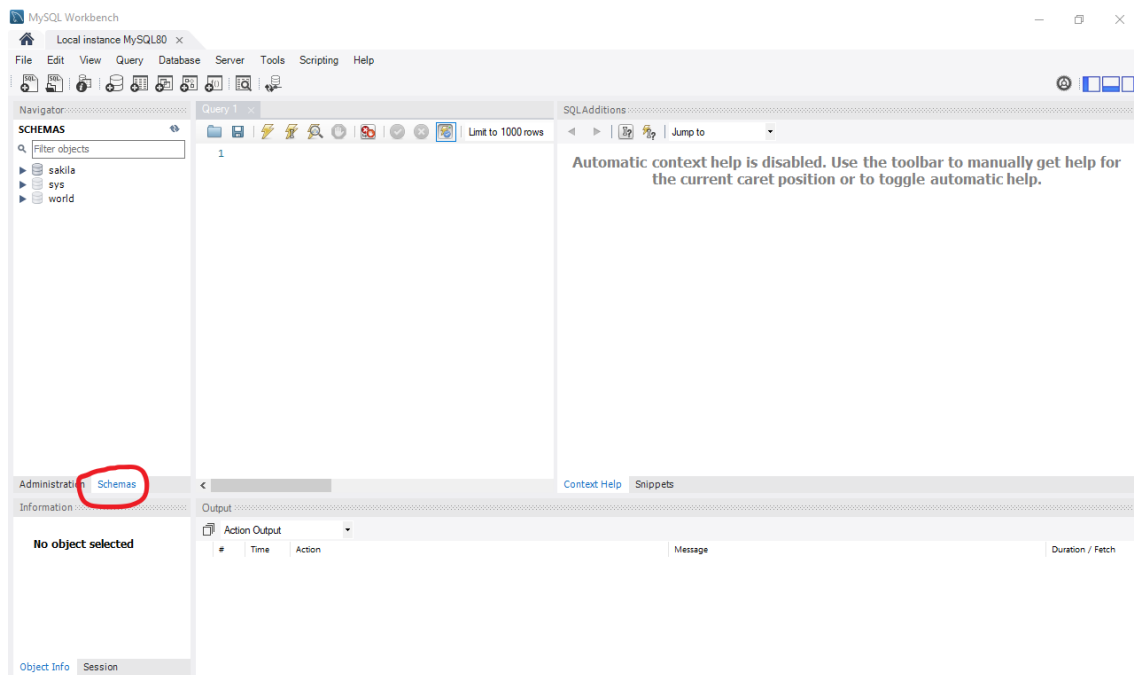 MySQL Workbench
Local instance MySQL80
File Edit View Query Database Server Tools Scripting Help
Navigator
SCHEMAS
Filter objects
sakila
sys
world
Administration Schemas
Query 1
Limit to 1000 rows
1
SQLAdditions
Jump to
Automatic context help is disabled. Use the toolbar to manually get help for
the current caret position or to toggle automatic help.
Context Help Snippets
Information
No object selected
Object Info Session
Output
Action Output
# Time Action Message Duration / Fetch